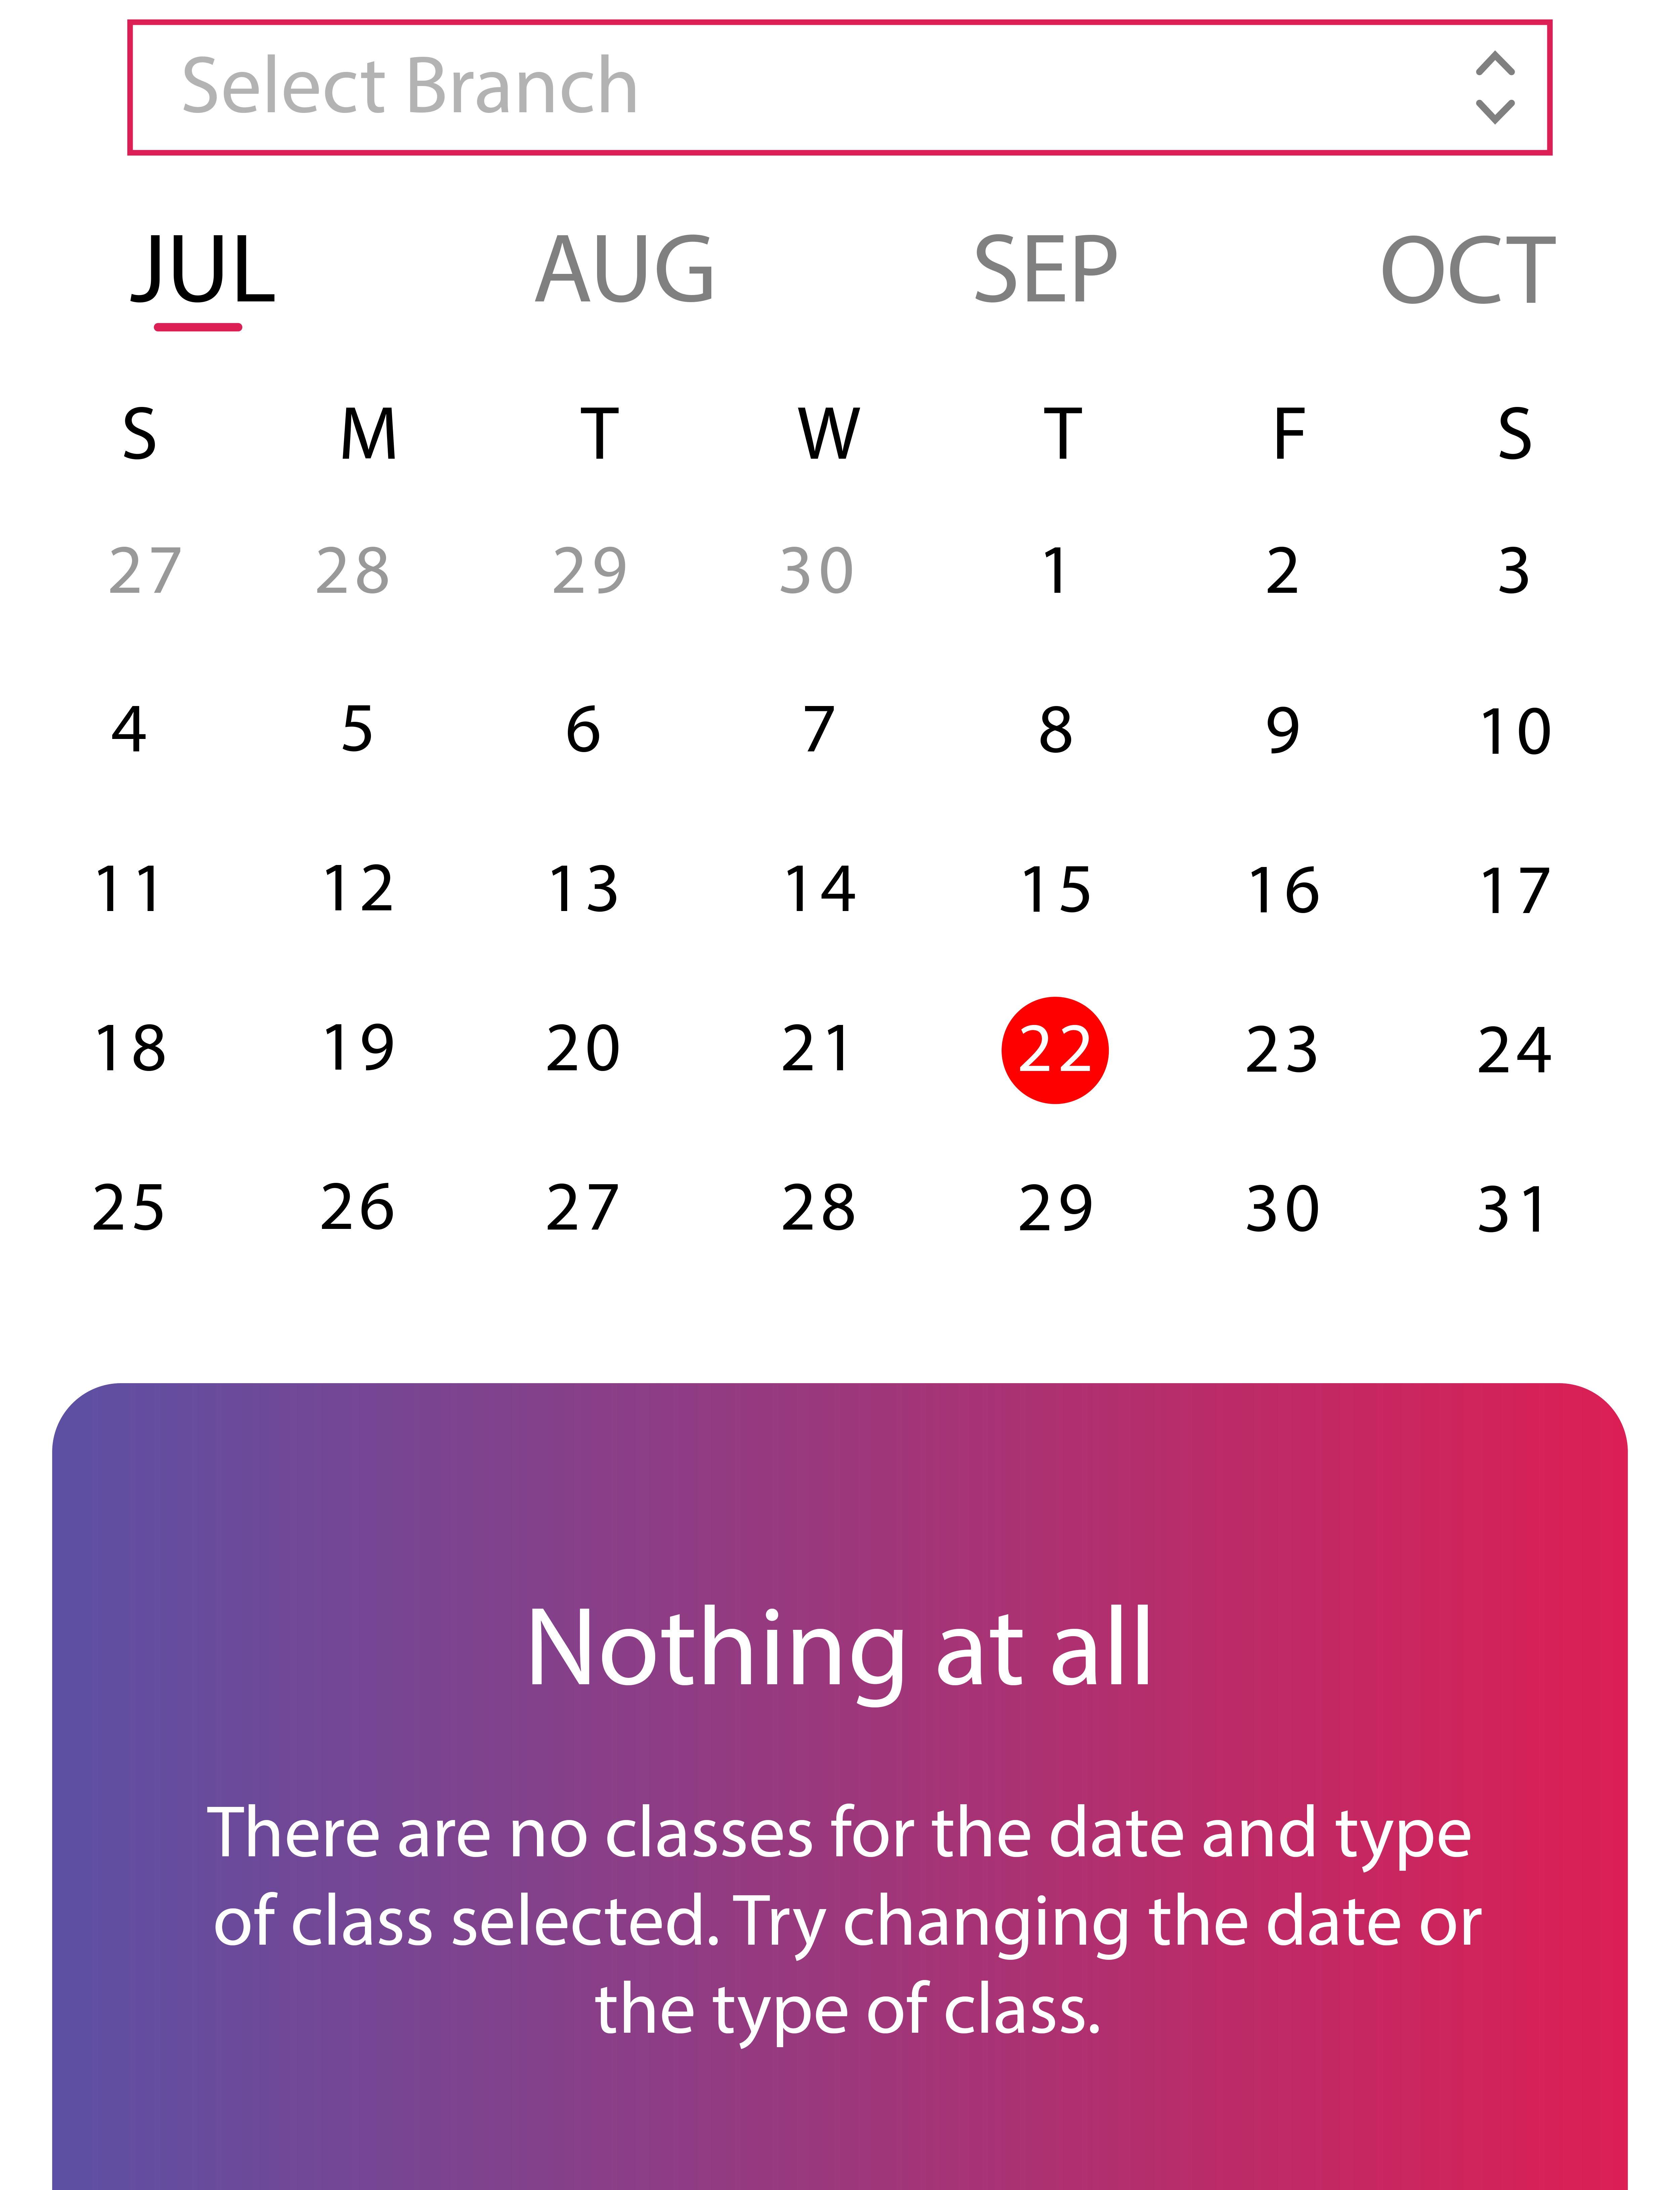 Select Branch
JUL AUG SEP OCT
S M T W T F S
27 28 29 30 1 2 3
4 5 6 7 8 9 10
11 12 13 14 15 16 17
18 19 20 21 22 23 24
25 26 27 28 29 30 31
Nothing at all
There are no classes for the date and type
of class selected. Try changing the date or
the type of class.